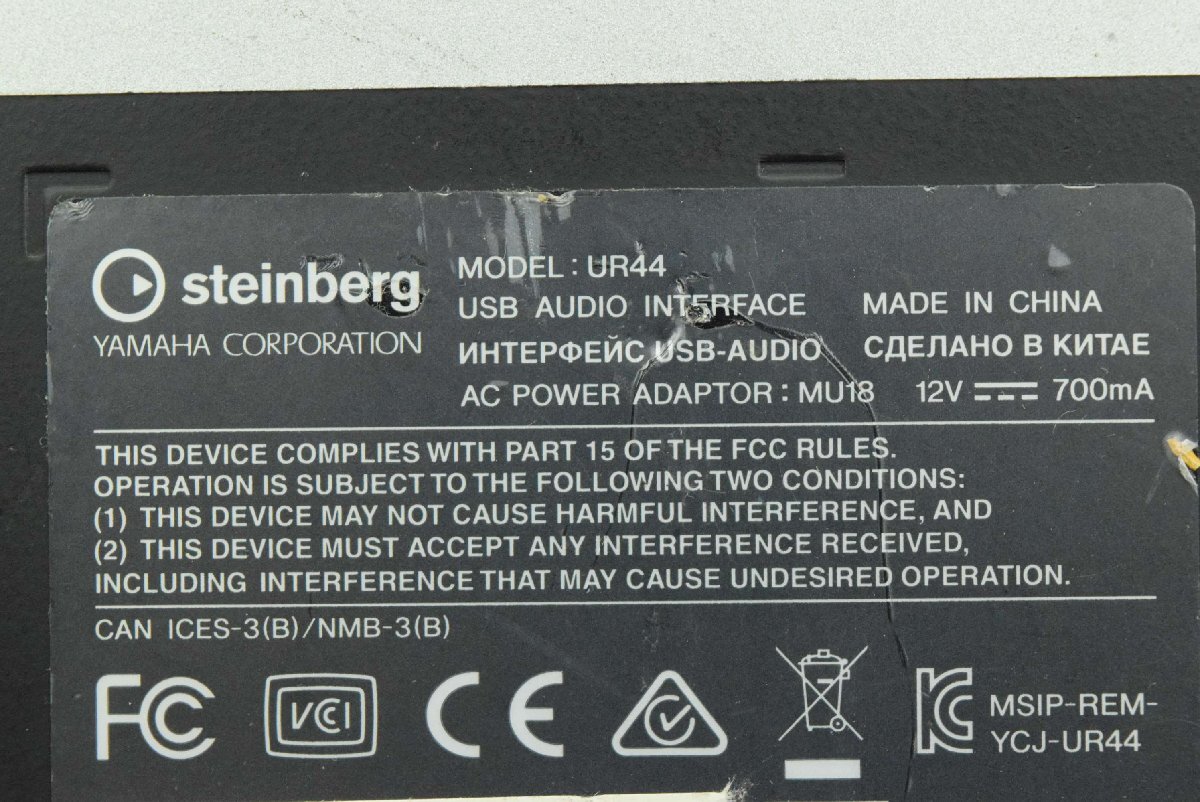 steinberg
YAMAHA CORPORATION
MODEL : UR44
USB AUDIO INTERFACE
MADE IN CHINA
ИНТЕРФЕЙС USB-AUDIO
СДЕЛАНО В КИТАЕ
AC POWER ADAPTOR : MU18 12V 700mA
THIS DEVICE COMPLIES WITH PART 15 OF THE FCC RULES.
OPERATION IS SUBJECT TO THE FOLLOWING TWO CONDITIONS:
(1) THIS DEVICE MAY NOT CAUSE HARMFUL INTERFERENCE, AND
(2) THIS DEVICE MUST ACCEPT ANY INTERFERENCE RECEIVED,
INCLUDING INTERFERENCE THAT MAY CAUSE UNDESIRED OPERATION.
CAN ICES-3(B)/NMB-3(B)
FC VCI CE KC
MSIP-REM-
YCJ-UR44